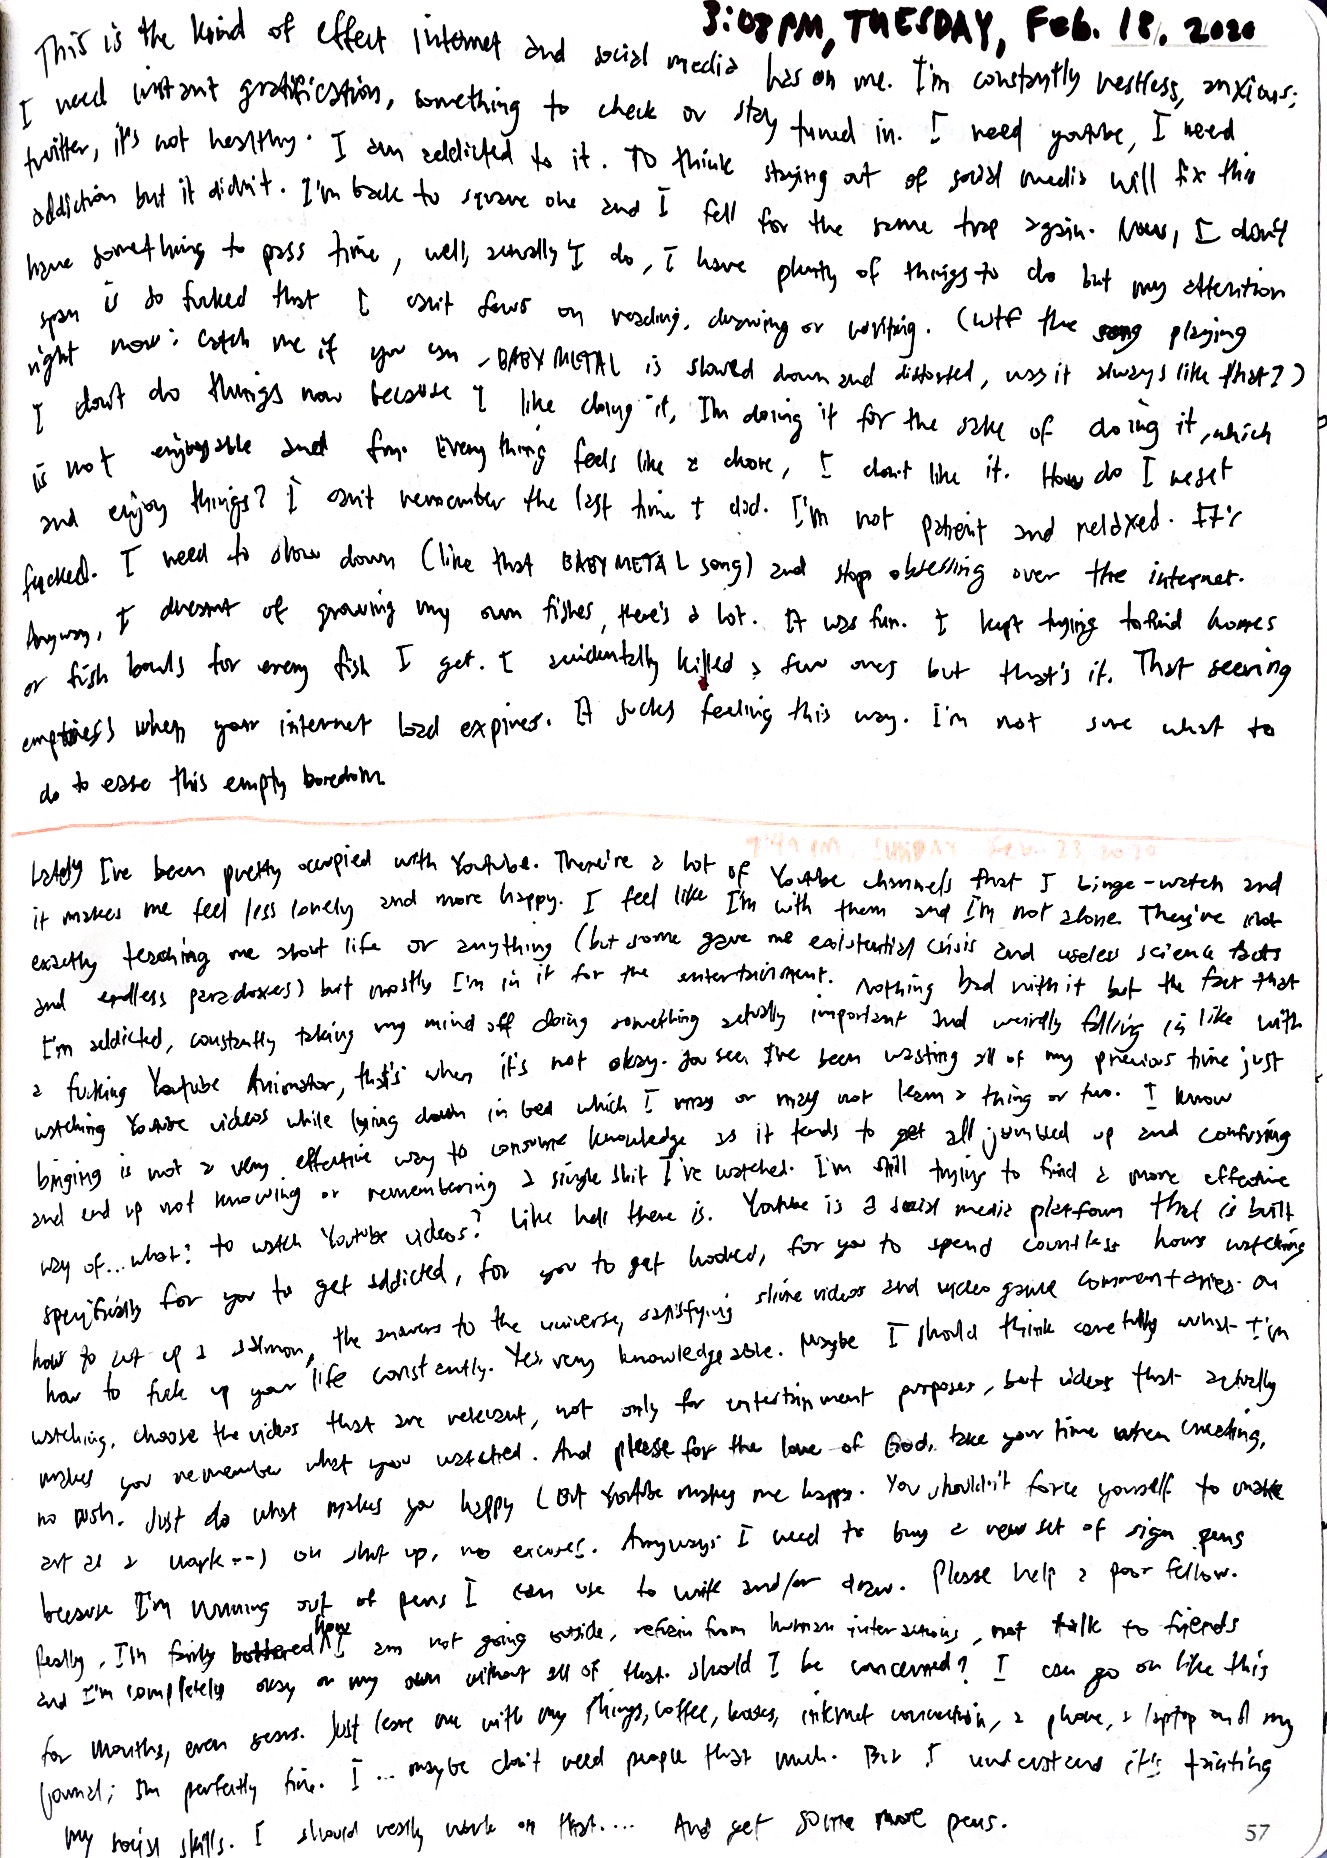 3:08 PM, TUESDAY, Feb. 18, 2020
This is the kind of effect internet and social media has on me. I'm constantly restless, anxious;
I need instant gratification, something to check or stay tuned in. I need youtube, I need
twitter, it's not healthy. I am addicted to it. To think staying out of social media will fix this
addiction but it didn't. I'm back to square one and I fell for the same trap again. Now, I don't
have something to pass time, well, actually I do, I have plenty of things to do but my attention
span is so fucked that I can't focus on reading, drawing or writing. (wtf the song playing
right now: Catch me if you can - BABYMETAL is slowed down and distorted, was it always like that?)
I don't do things now because I like doing it, I'm doing it for the sake of doing it, which
is not enjoyable and fun. Everything feels like a chore, I don't like it. How do I reset
and enjoy things? I can't remember the last time I did. I'm not patient and relaxed. It's
fucked. I need to slow down (like that BABYMETAL song) and stop obsessing over the internet.
Anyway, I dreamt of growing my own fishes, there's a lot. It was fun. I kept trying to find homes
or fish bowls for every fish I get. I accidentally killed a few ones but that's it. That seering
emptiness when your internet load expires. It sucks feeling this way. I'm not sure what to
do to ease this empty boredom.
7:49 PM, SUNDAY Feb. 23 2020
Lately I've been pretty occupied with Youtube. There're a lot of Youtube channels that I binge-watch and
it makes me feel less lonely and more happy. I feel like I'm with them and I'm not alone. They're not
exactly teaching me about life or anything (but some gave me existential crisis and useless science facts
and endless paradoxes) but mostly I'm in it for the entertainment. Nothing bad with it but the fact that
I'm addicted, constantly taking my mind off doing something actually important and weirdly falling in like with
a fucking Youtube Animator, that's when it's not okay. You see, I've been wasting all of my previous time just
watching Youtube videos while lying down in bed which I may or may not learn a thing or two. I know
binging is not a very effective way to consume knowledge as it tends to get all jumbled up and confusing
and end up not knowing or remembering a single shit I've watched. I'm still trying to find a more effective
way of... what? to watch Youtube videos? Like hell there is. Youtube is a social media platform that is built
specifically for you to get addicted, for you to get hooked, for you to spend countless hours watching
how to cut up a salmon, the answers to the universe, satisfying slime videos and video game commentaries on
how to fuck up your life constantly. Yes, very knowledgeable. Maybe I should think carefully what I'm
watching, choose the videos that are relevant, not only for entertainment purposes, but videos that actually
makes you remember what you watched. And please for the love of God, take your time when creating,
no rush. Just do what makes you happy (But Youtube makes me happy. You shouldn't force yourself to make
art as a work --) oh shut up, no excuses. Anyways I need to buy a new set of sign pens
because I'm running out of pens I can use to write and/or draw. Please help a poor fellow.
Really, I'm fairly bothered how I am not going outside, refrain from human interactions, not talk to friends
and I'm completely okay on my own without all of that. Should I be concerned? I can go on like this
for months, even years. Just leave me with my things, coffee, books, internet connection, a phone, a laptop and my
journal; I'm perfectly fine. I... maybe don't need people that much. But I understand it's
my social skills. I should really work on that.... And get some more pens.
57